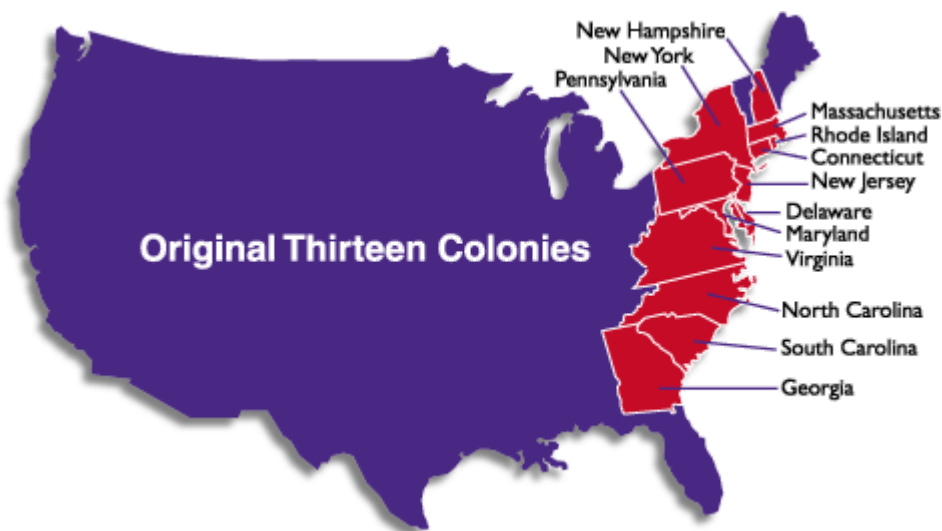 New Hampshire
New York
Pennsylvania
Massachusetts
Rhode Island
Connecticut
New Jersey
Delaware
Maryland
Original Thirteen Colonies
Virginia
North Carolina
South Carolina
Georgia